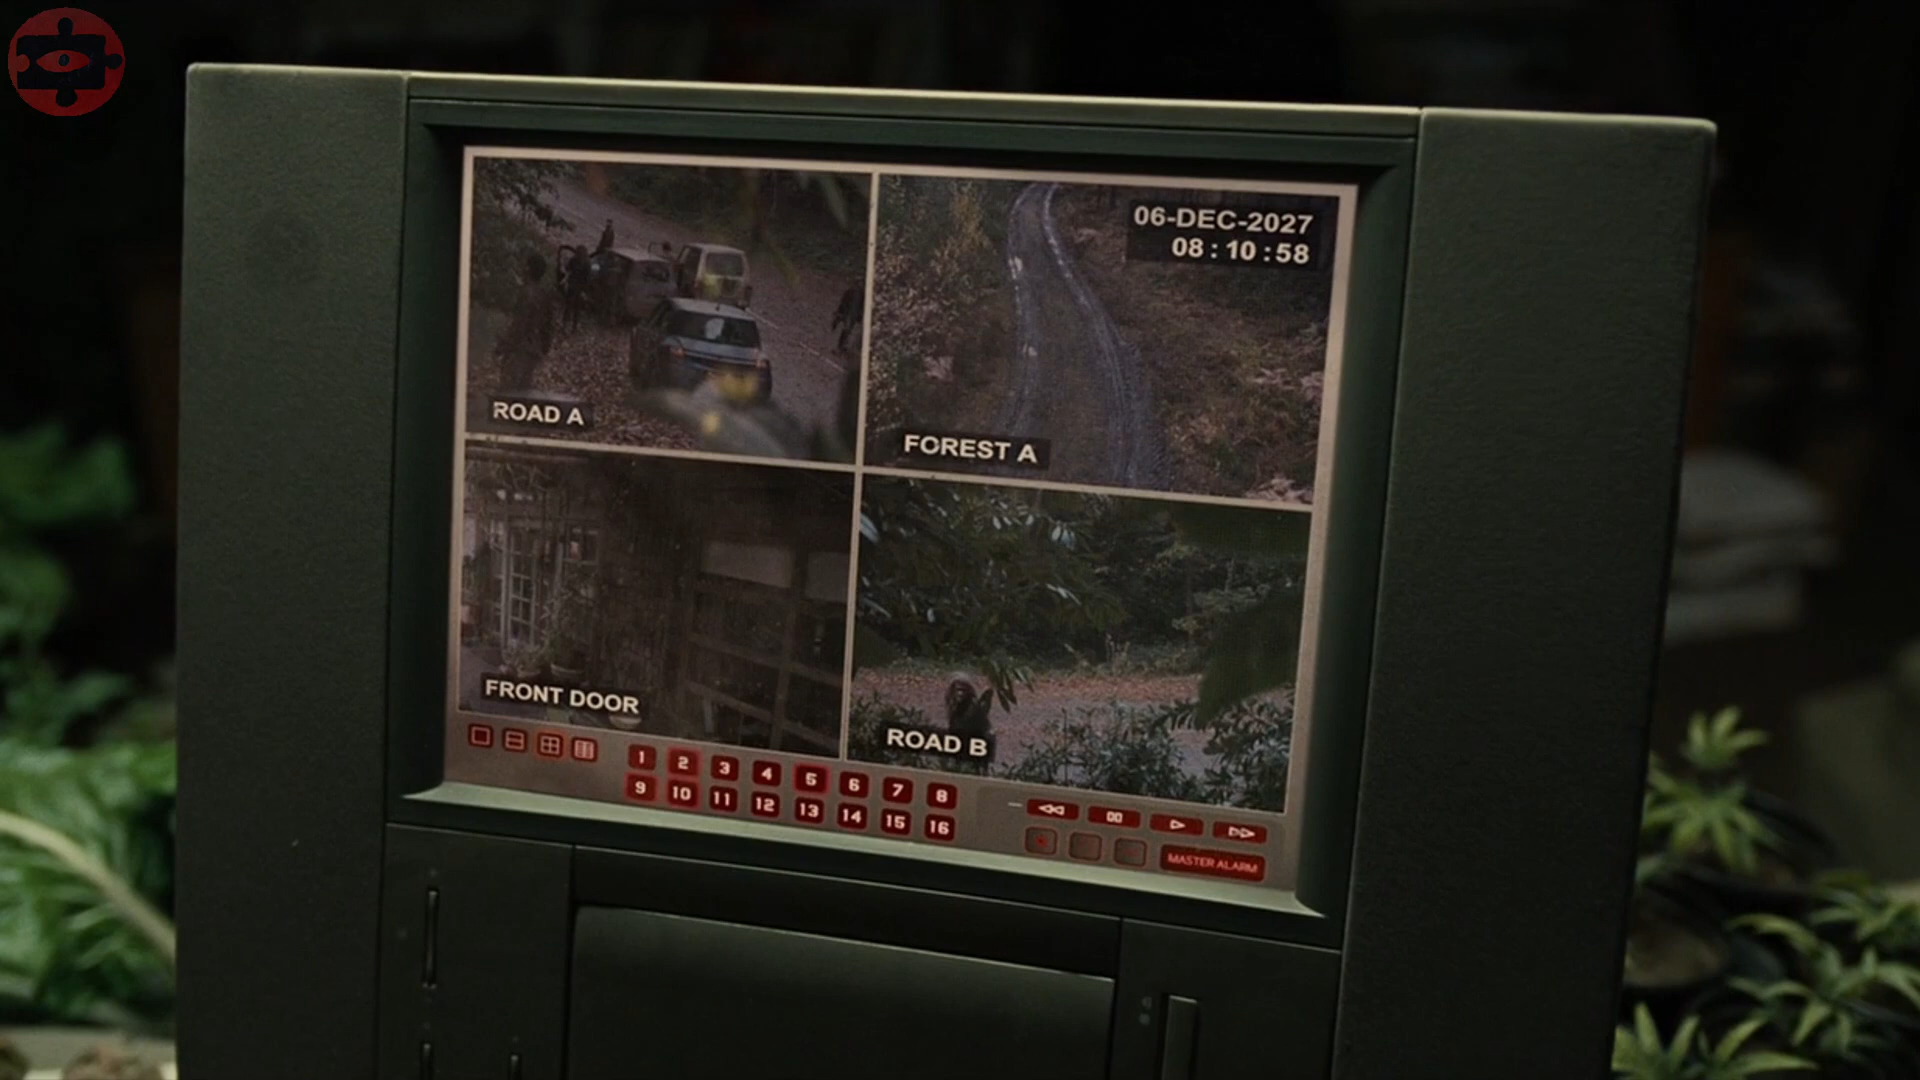 ROAD A
06-DEC-2027
08:10:58
FOREST A
FRONT DOOR
ROAD B
1 2 3 4 5 6 7 8
9 10 11 12 13 14 15 16
MASTER ALARM